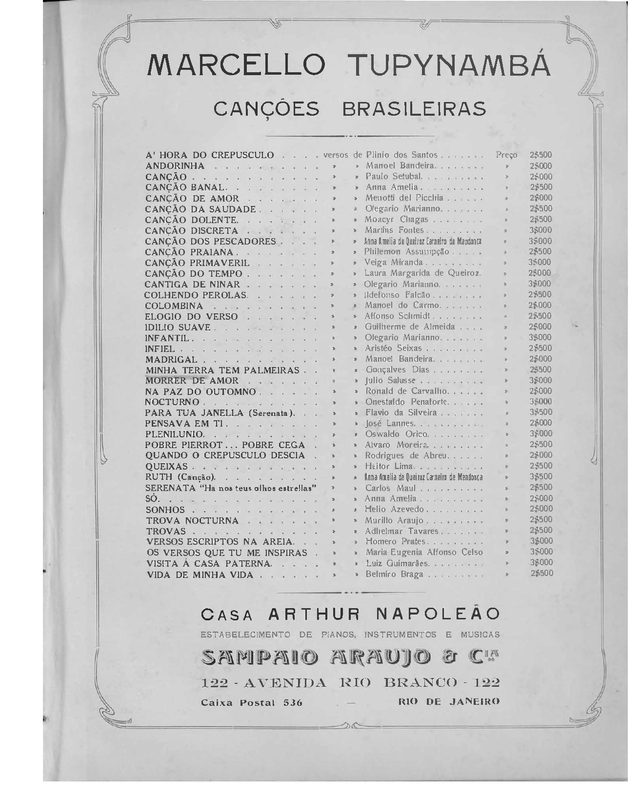 MARCELLO TUPYNAMBÁ
CANÇÕES BRASILEIRAS
A' HORA DO CREPUSCULO . . . . versos de Plinio dos Santos . . . . . . . Preço 2$500
ANDORINHA . . . . . . . . . . . » » Manoel Bandeira. . . . . . . . » 2$000
CANÇÃO . . . . . . . . . . . . . » » Paulo Setubal. . . . . . . . . » 2$000
CANÇÃO BANAL. . . . . . . . . . » » Anna Amelia . . . . . . . . . » 2$500
CANÇÃO DE AMOR . . . . . . . . » » Menotti del Picchia . . . . . . » 2$000
CANÇÃO DA SAUDADE. . . . . . . » » Olegario Marianno. . . . . . . » 2$500
CANÇÃO DOLENTE. . . . . . . . . » » Moacyr Chagas . . . . . . . . » 2$500
CANÇÃO DISCRETA . . . . . . . . » » Martins Fontes . . . . . . . . » 3$000
CANÇÃO DOS PESCADORES . . . . . » » Anna Amelia de Queiroz Carneiro de Mendonça » 3$500
CANÇÃO PRAIANA. . . . . . . . . » » Philemon Assumpção . . . . . » 2$500
CANÇÃO PRIMAVERIL . . . . . . . » » Veiga Miranda . . . . . . . . » 3$500
CANÇÃO DO TEMPO . . . . . . . . » » Laura Margarida de Queiroz. » 2$000
CANTIGA DE NINAR . . . . . . . . » » Olegario Marianno. . . . . . . » 3$000
COLHENDO PEROLAS. . . . . . . . » » Ildefonso Falcão . . . . . . . » 2$500
COLOMBINA . . . . . . . . . . . » » Manoel do Carmo. . . . . . . . » 2$000
ELOGIO DO VERSO . . . . . . . . » » Affonso Schmidt . . . . . . . » 2$500
IDILIO SUAVE . . . . . . . . . . » » Guilherme de Almeida . . . . » 2$000
INFANTIL. . . . . . . . . . . . » » Olegario Marianno . . . . . . » 3$000
INFIEL . . . . . . . . . . . . . » » Aristêo Seixas . . . . . . . . » 2$500
MADRIGAL . . . . . . . . . . . . » » Manoel Bandeira. . . . . . . . » 2$000
MINHA TERRA TEM PALMEIRAS . . » » Gonçalves Dias . . . . . . . . » 2$500
MORRER DE AMOR . . . . . . . . » » Julio Salusse . . . . . . . . . » 3$000
NA PAZ DO OUTOMNO . . . . . . . » » Ronald de Carvalho. . . . . . » 2$000
NOCTURNO . . . . . . . . . . . . » » Onestaldo Penaforte. . . . . . » 3$000
PARA TUA JANELLA (Serenata). . . » » Flavio da Silveira . . . . . . » 3$500
PENSAVA EM TI. . . . . . . . . . » » José Lannes. . . . . . . . . . » 2$000
PLENILUNIO. . . . . . . . . . . » » Oswaldo Orico. . . . . . . . . » 3$000
POBRE PIERROT... POBRE CEGA . » » Alvaro Moreira. . . . . . . . » 2$500
QUANDO O CREPUSCULO DESCIA » » Rodrigues de Abreu. . . . . . » 2$000
QUEIXAS . . . . . . . . . . . . » » Heitor Lima. . . . . . . . . . » 2$500
RUTH (Canção). . . . . . . . . . » » Anna Amelia de Queiroz Carneiro de Mendonça » 3$500
SERENATA "Ha nos teus olhos estrellas" » » Carlos Maul . . . . . . . . . » 2$500
SÓ. . . . . . . . . . . . . . . » » Anna Amelia . . . . . . . . . » 2$000
SONHOS . . . . . . . . . . . . . » » Helio Azevedo . . . . . . . . » 2$000
TROVA NOCTURNA . . . . . . . . » » Murillo Araujo . . . . . . . . » 2$500
TROVAS . . . . . . . . . . . . . » » Adhelmar Tavares . . . . . . . » 2$500
VERSOS ESCRIPTOS NA AREIA. . . » » Homero Prates. . . . . . . . . » 3$000
OS VERSOS QUE TU ME INSPIRAS . » » Maria Eugenia Affonso Celso » 3$000
VISITA Á CASA PATERNA. . . . . » » Luiz Guimarães. . . . . . . . » 3$000
VIDA DE MINHA VIDA . . . . . . » » Belmiro Braga . . . . . . . . » 2$500
CASA ARTHUR NAPOLEÃO
ESTABELECIMENTO DE PIANOS, INSTRUMENTOS E MUSICAS
SAMPAIO ARAUJO & Cia
122 - AVENIDA RIO BRANCO - 122
Caixa Postal 536 — RIO DE JANEIRO